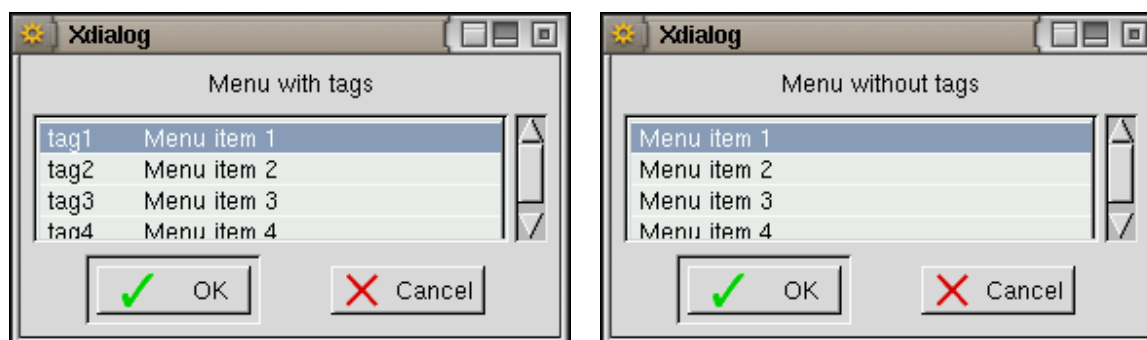 Xdialog
Menu with tags
tag1 Menu item 1
tag2 Menu item 2
tag3 Menu item 3
tag4 Menu item 4
OK Cancel
Xdialog
Menu without tags
Menu item 1
Menu item 2
Menu item 3
Menu item 4
OK Cancel